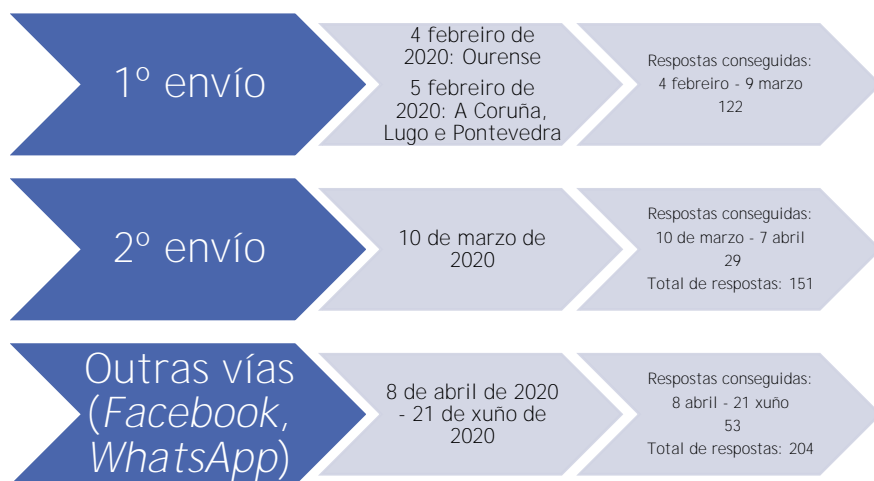 1º envío
4 febreiro de
2020: Ourense
5 febreiro de
2020: A Coruña,
Lugo e Pontevedra
Respostas conseguidas:
4 febreiro - 9 marzo
122
2º envío
10 de marzo de
2020
Respostas conseguidas:
10 de marzo - 7 abril
29
Total de respostas: 151
Outras vías
(Facebook,
WhatsApp)
8 de abril de 2020
- 21 de xuño de
2020
Respostas conseguidas:
8 abril - 21 xuño
53
Total de respostas: 204